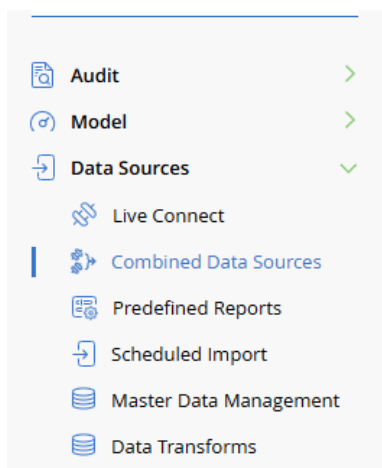 Audit
Model
Data Sources
Live Connect
Combined Data Sources
Predefined Reports
Scheduled Import
Master Data Management
Data Transforms